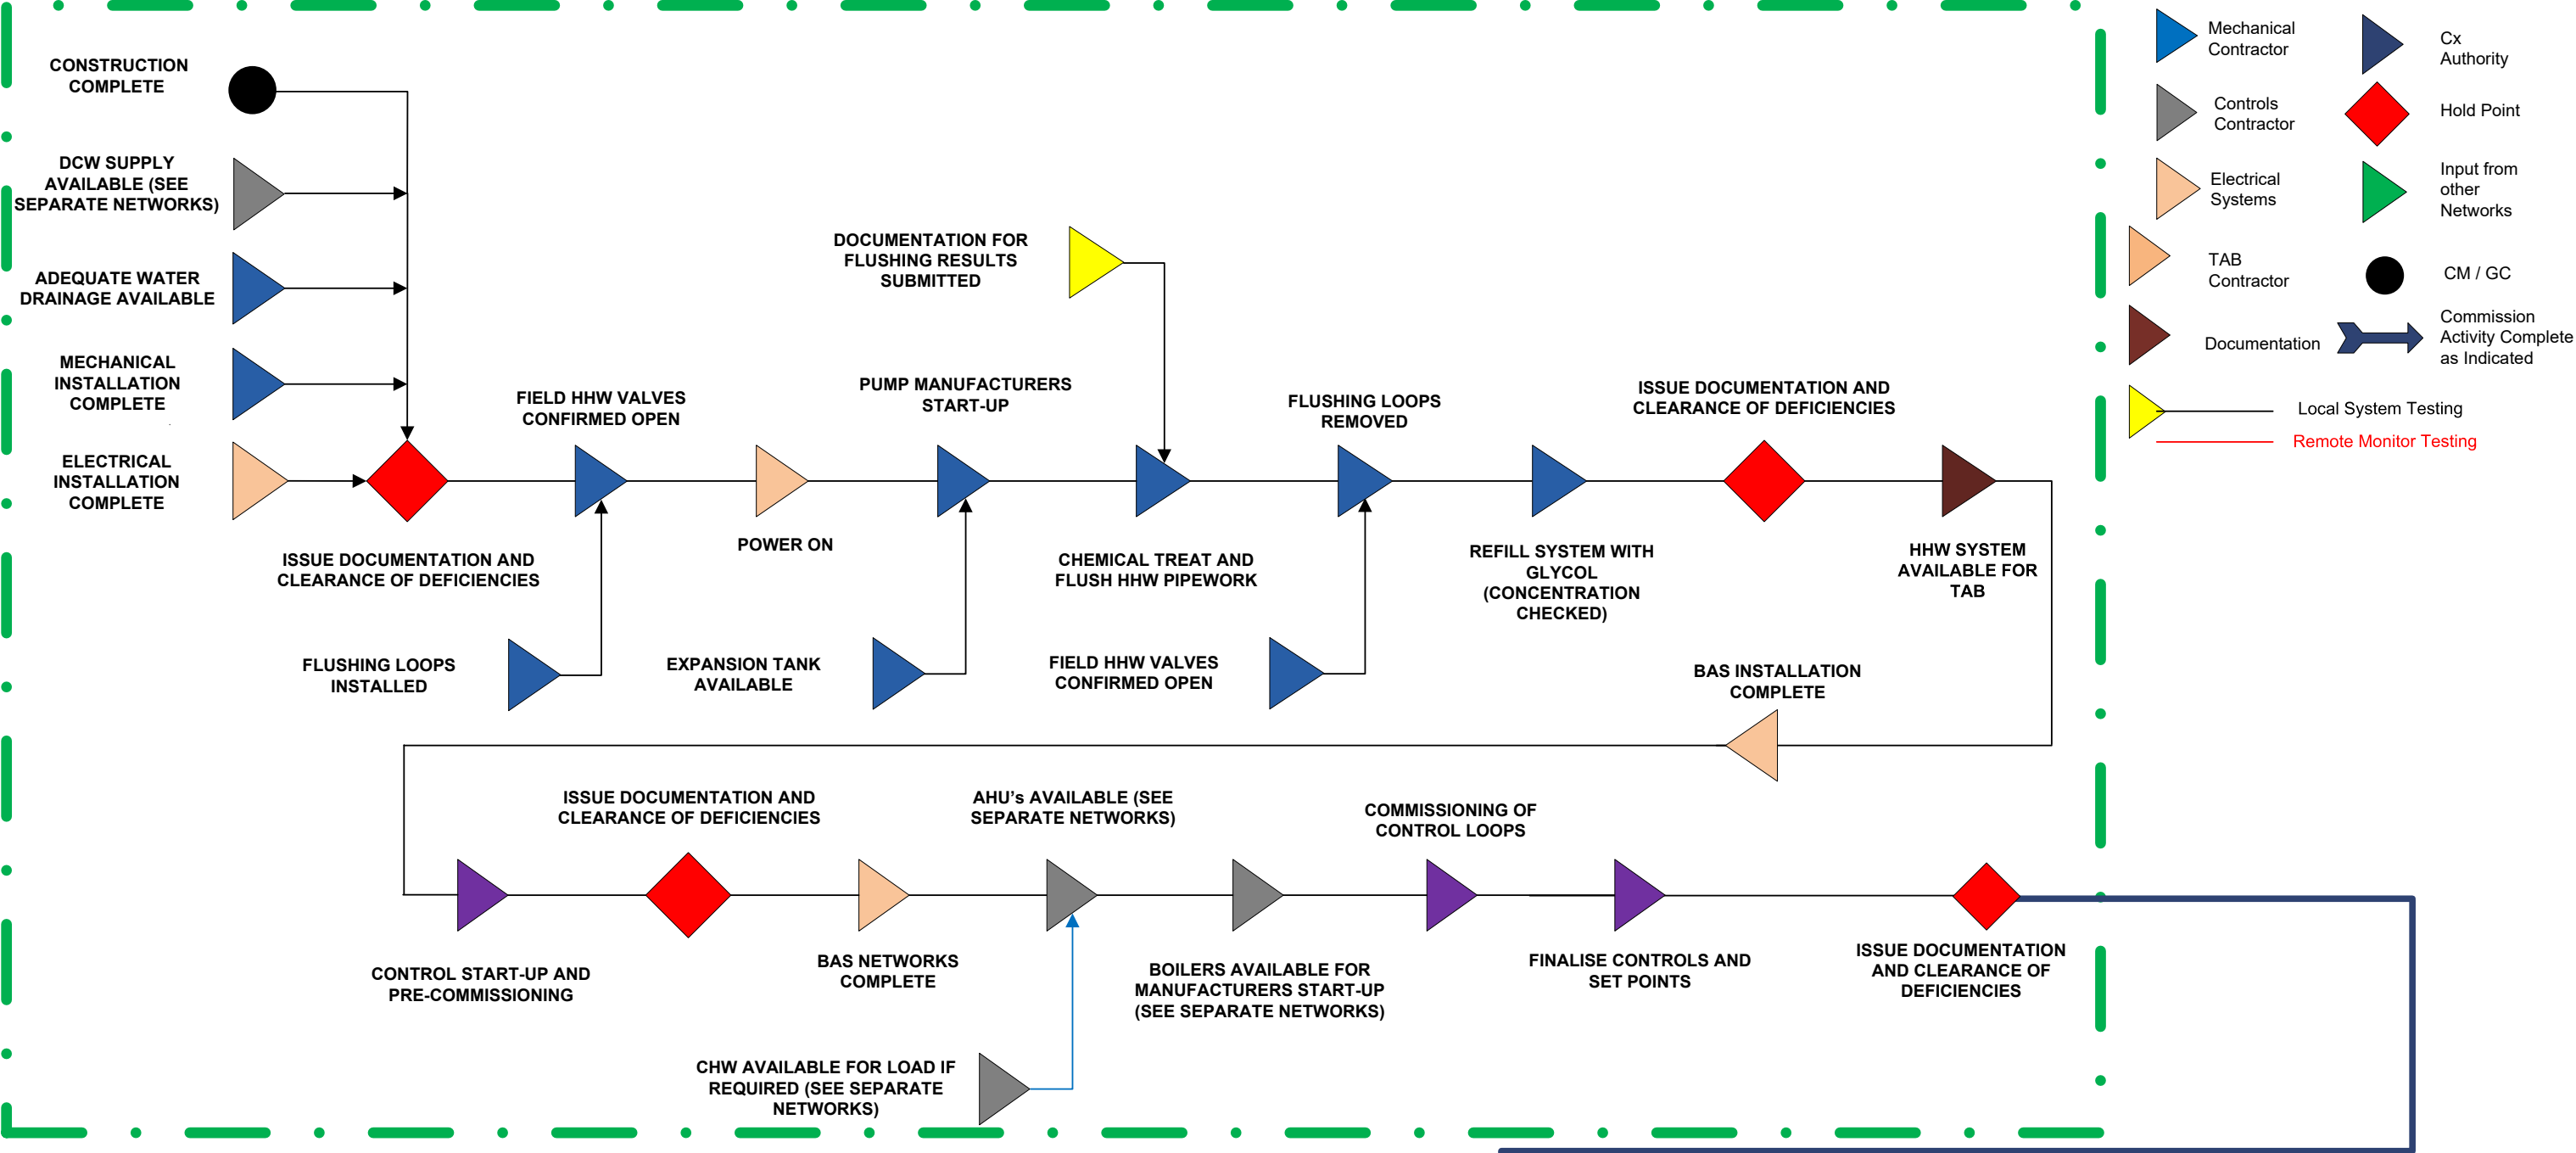 CONSTRUCTION
COMPLETE
DCW SUPPLY
AVAILABLE (SEE
SEPARATE NETWORKS)
ADEQUATE WATER
DRAINAGE AVAILABLE
MECHANICAL
INSTALLATION
COMPLETE
ELECTRICAL
INSTALLATION
COMPLETE
ISSUE DOCUMENTATION AND
CLEARANCE OF DEFICIENCIES
FIELD HHW VALVES
CONFIRMED OPEN
FLUSHING LOOPS
INSTALLED
POWER ON
PUMP MANUFACTURERS
START-UP
EXPANSION TANK
AVAILABLE
DOCUMENTATION FOR
FLUSHING RESULTS
SUBMITTED
CHEMICAL TREAT AND
FLUSH HHW PIPEWORK
FIELD HHW VALVES
CONFIRMED OPEN
FLUSHING LOOPS
REMOVED
REFILL SYSTEM WITH
GLYCOL
(CONCENTRATION
CHECKED)
ISSUE DOCUMENTATION AND
CLEARANCE OF DEFICIENCIES
HHW SYSTEM
AVAILABLE FOR
TAB
BAS INSTALLATION
COMPLETE
CONTROL START-UP AND
PRE-COMMISSIONING
ISSUE DOCUMENTATION AND
CLEARANCE OF DEFICIENCIES
BAS NETWORKS
COMPLETE
AHU's AVAILABLE (SEE
SEPARATE NETWORKS)
CHW AVAILABLE FOR LOAD IF
REQUIRED (SEE SEPARATE
NETWORKS)
BOILERS AVAILABLE FOR
MANUFACTURERS START-UP
(SEE SEPARATE NETWORKS)
COMMISSIONING OF
CONTROL LOOPS
FINALISE CONTROLS AND
SET POINTS
ISSUE DOCUMENTATION
AND CLEARANCE OF
DEFICIENCIES
Mechanical
Contractor
Controls
Contractor
Electrical
Systems
TAB
Contractor
Documentation
Cx
Authority
Hold Point
Input from
other
Networks
CM / GC
Commission
Activity Complete
as Indicated
Local System Testing
Remote Monitor Testing